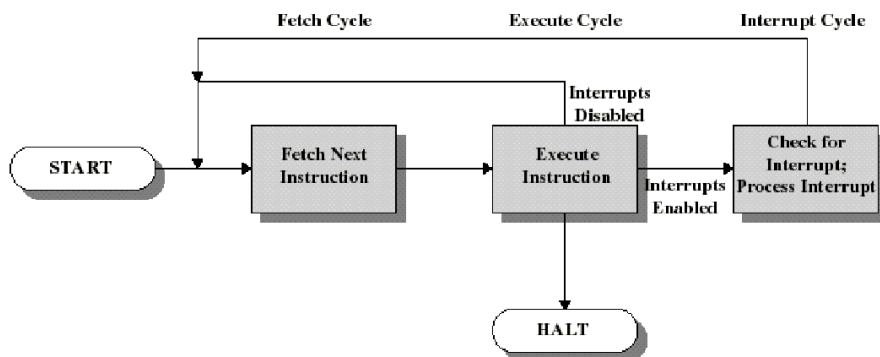 Fetch Cycle
Execute Cycle
Interrupt Cycle
Interrupts
Disabled
START
Fetch Next
Instruction
Execute
Instruction
Interrupts
Enabled
Check for
Interrupt;
Process Interrupt
HALT